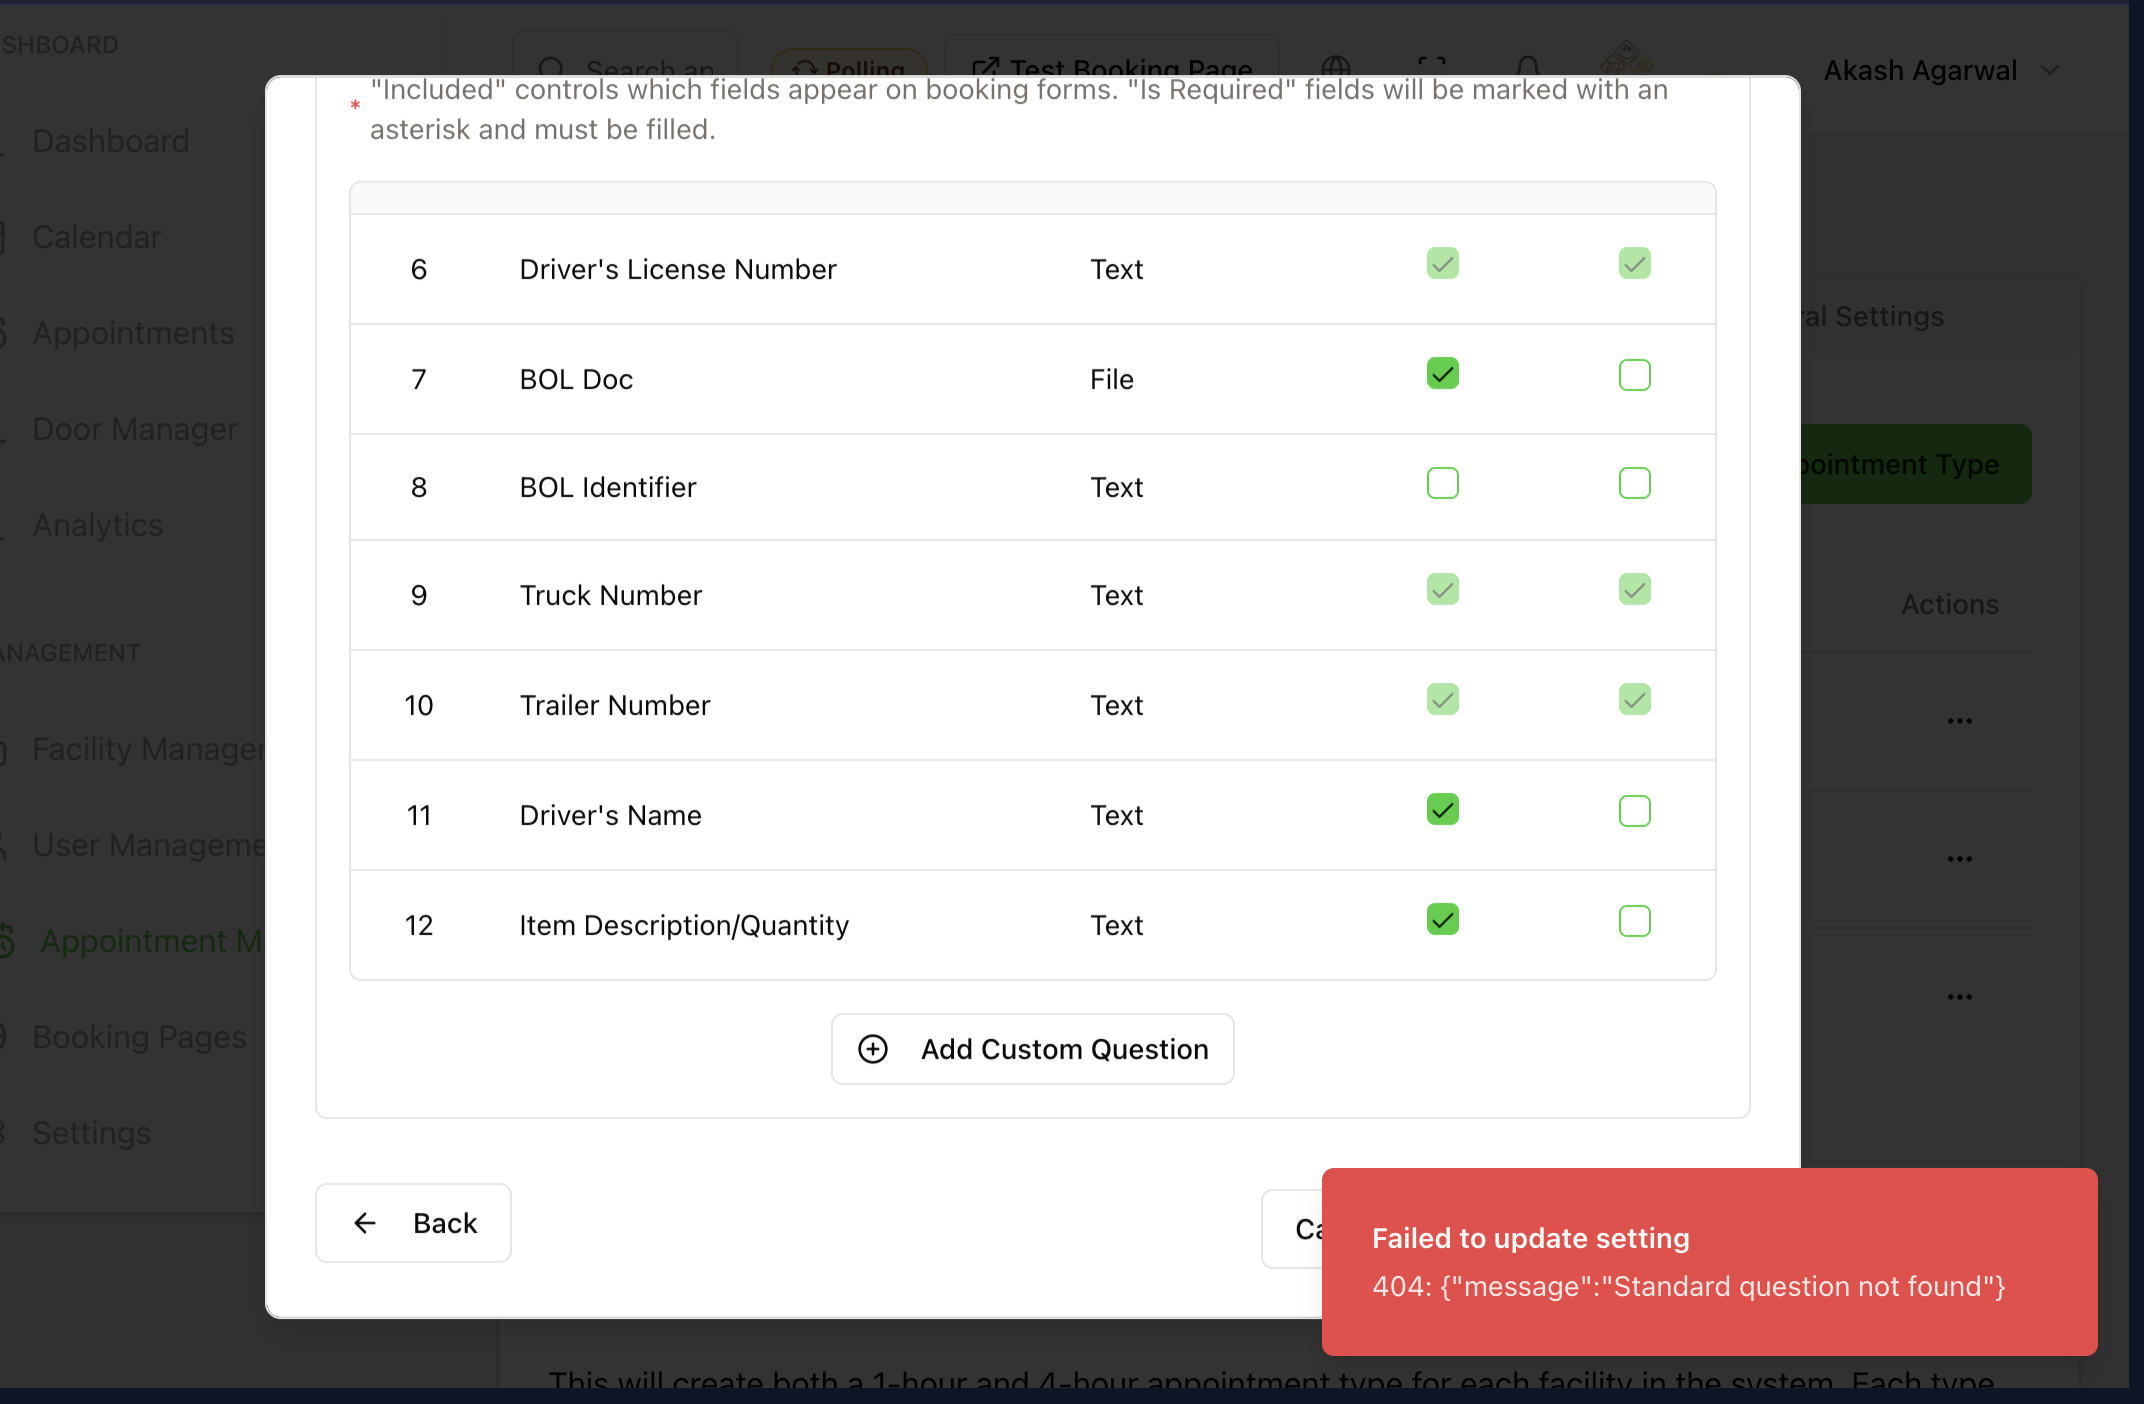 SHBOARD
Search an
Polling
Test Booking Page
Akash Agarwal
Dashboard
Calendar
Appointments
Door Manager
Analytics
ANAGEMENT
Facility Manager
User Manageme
Appointment M
Booking Pages
Settings
"Included" controls which fields appear on booking forms. "Is Required" fields will be marked with an
* asterisk and must be filled.
6 Driver's License Number Text
7 BOL Doc File
8 BOL Identifier Text
9 Truck Number Text
10 Trailer Number Text
11 Driver's Name Text
12 Item Description/Quantity Text
Add Custom Question
Back
Ca
ral Settings
pointment Type
Actions
Failed to update setting
404: {"message":"Standard question not found"}
This will create both a 1-hour and 4-hour appointment type for each facility in the system. Each type